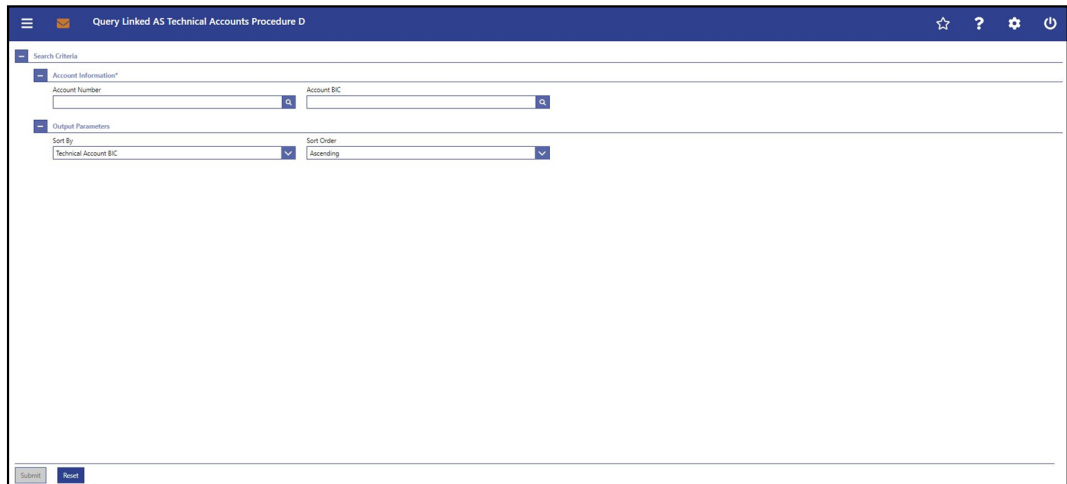 Query Linked AS Technical Accounts Procedure D
Search Criteria
Account Information*
Account Number Account BIC
Output Parameters
Sort By Sort Order
Technical Account BIC Ascending
Submit Reset